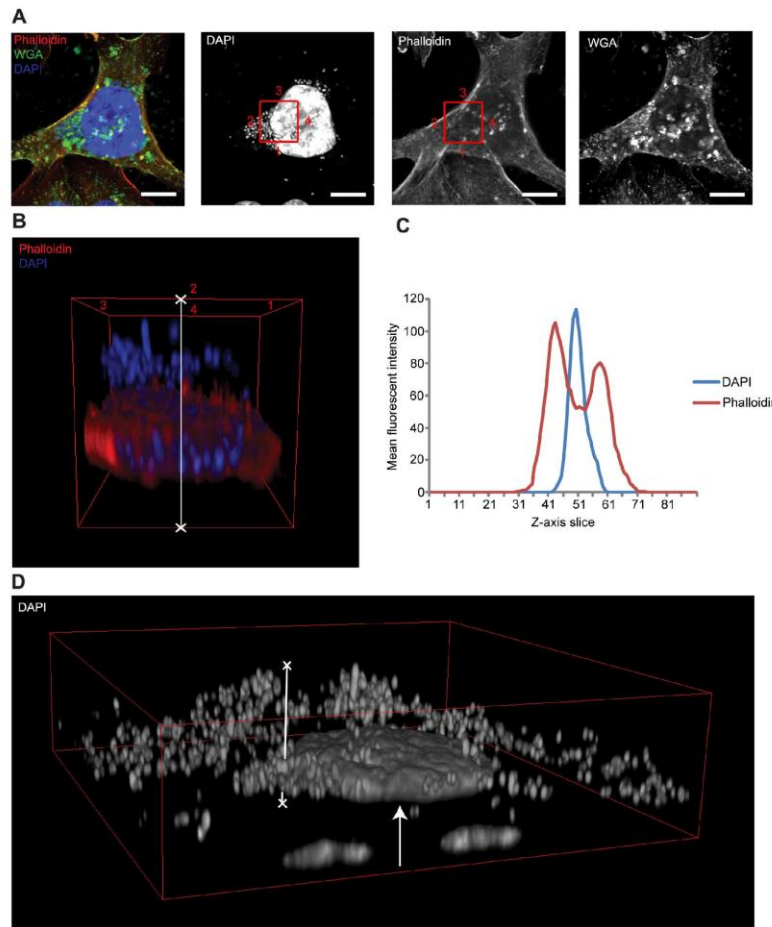 A
Phalloidin
WGA
DAPI
DAPI
3
2
4
1
Phalloidin
3
2
4
1
WGA
B
Phalloidin
DAPI
2
3
4
1
C
120
100
80
60
40
20
0
Mean fluorescent intensity
1 11 21 31 41 51 61 71 81
Z-axis slice
DAPI
Phalloidin
D
DAPI